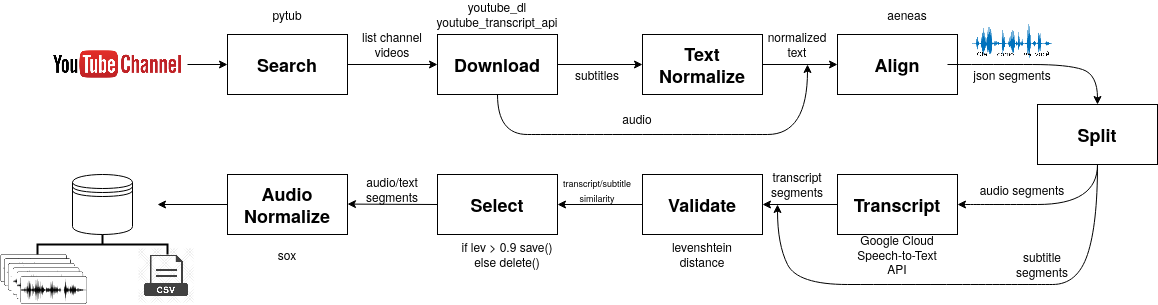 pytub
youtube_dl
youtube_transcript_api
aeneas
YouTube Channel
Search
list channel
videos
Download
subtitles
Text
Normalize
normalized
text
Align
json segments
audio
Split
Audio
Normalize
audio/text
segments
Select
transcript/subtitle
similarity
Validate
transcript
segments
Transcript
audio segments
sox
if lev > 0.9 save()
else delete()
levenshtein
distance
Google Cloud
Speech-to-Text
API
subtitle
segments
CSV